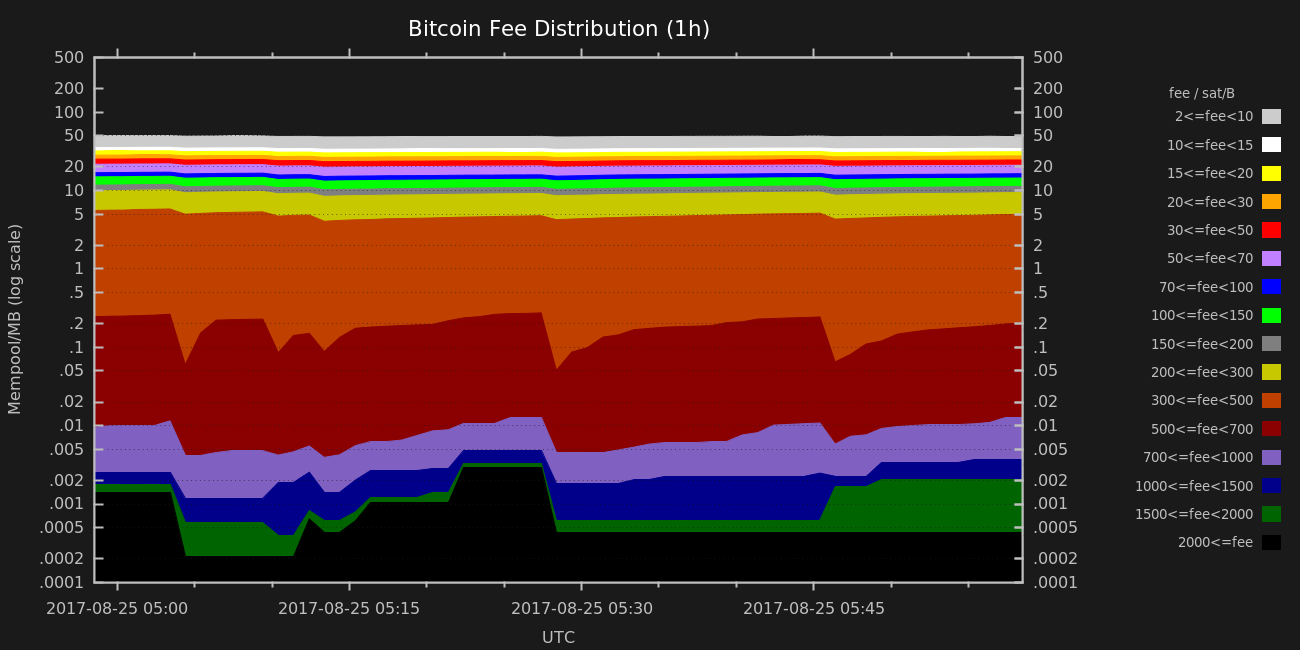 Bitcoin Fee Distribution (1h)
Mempool/MB (log scale)
500
200
100
50
20
10
5
2
1
.5
.2
.1
.05
.02
.01
.005
.002
.001
.0005
.0002
.0001
500
200
100
50
20
10
5
2
1
.5
.2
.1
.05
.02
.01
.005
.002
.001
.0005
.0002
.0001
2017-08-25 05:00
2017-08-25 05:15
2017-08-25 05:30
2017-08-25 05:45
UTC
fee / sat/B
2<=fee<10
10<=fee<15
15<=fee<20
20<=fee<30
30<=fee<50
50<=fee<70
70<=fee<100
100<=fee<150
150<=fee<200
200<=fee<300
300<=fee<500
500<=fee<700
700<=fee<1000
1000<=fee<1500
1500<=fee<2000
2000<=fee